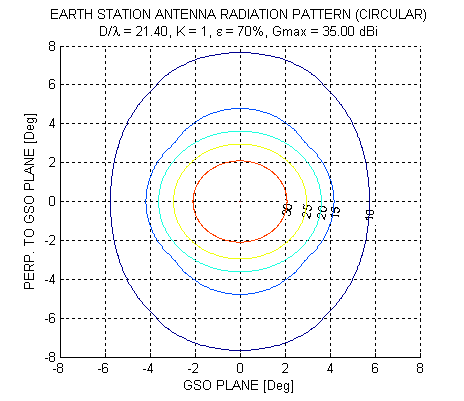 EARTH STATION ANTENNA RADIATION PATTERN (CIRCULAR)
D/λ = 21.40, K = 1, ε = 70%, Gmax = 35.00 dBi
PERP. TO GSO PLANE [Deg]
8
6
4
2
0
-2
-4
-6
-8
30 25 20 15 10
-8 -6 -4 -2 0 2 4 6 8
GSO PLANE [Deg]